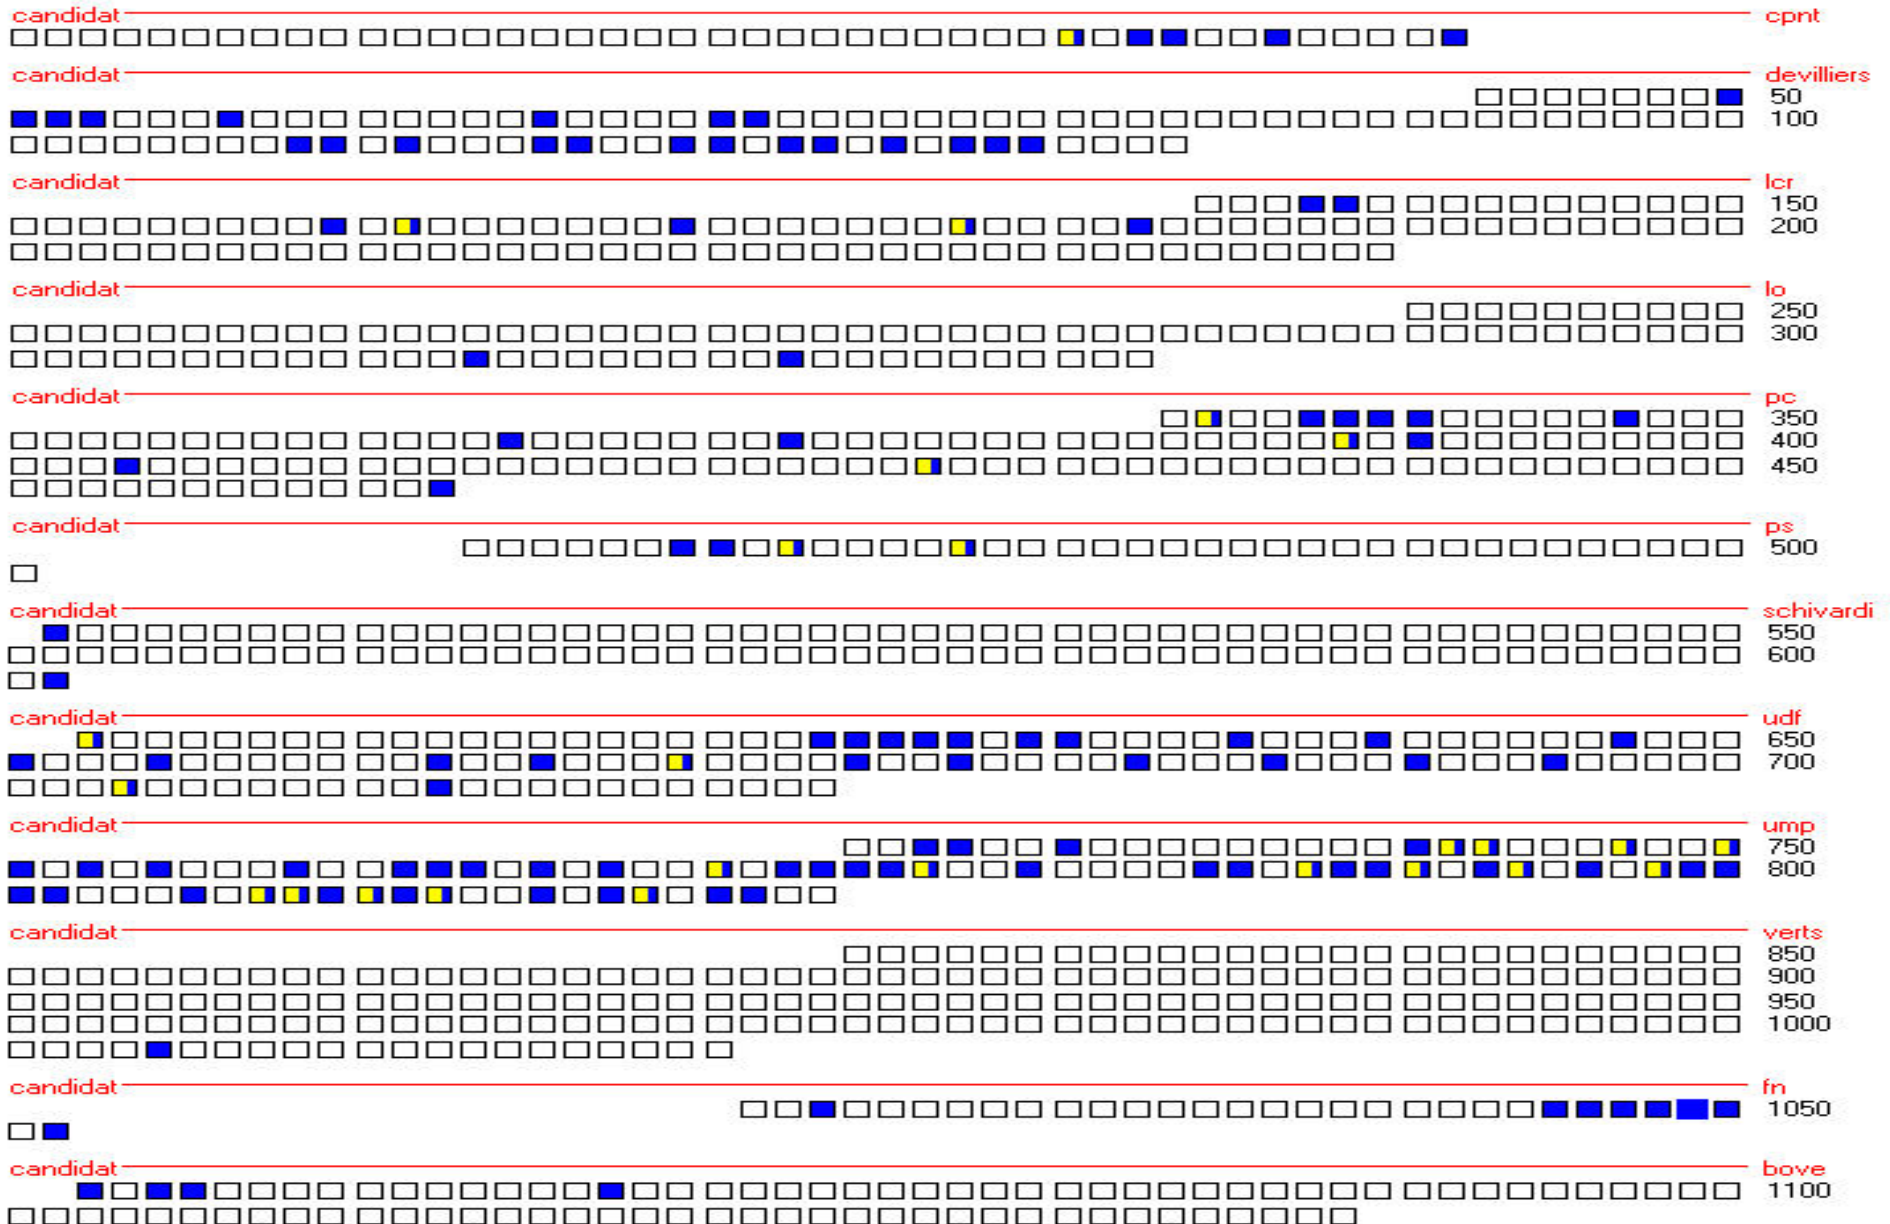 candidat cpnt
candidat devilliers
50
100
candidat lcr
150
200
candidat lo
250
300
candidat pc
350
400
450
candidat ps
500
candidat schivardi
550
600
candidat udf
650
700
candidat ump
750
800
candidat verts
850
900
950
1000
candidat fn
1050
candidat bove
1100